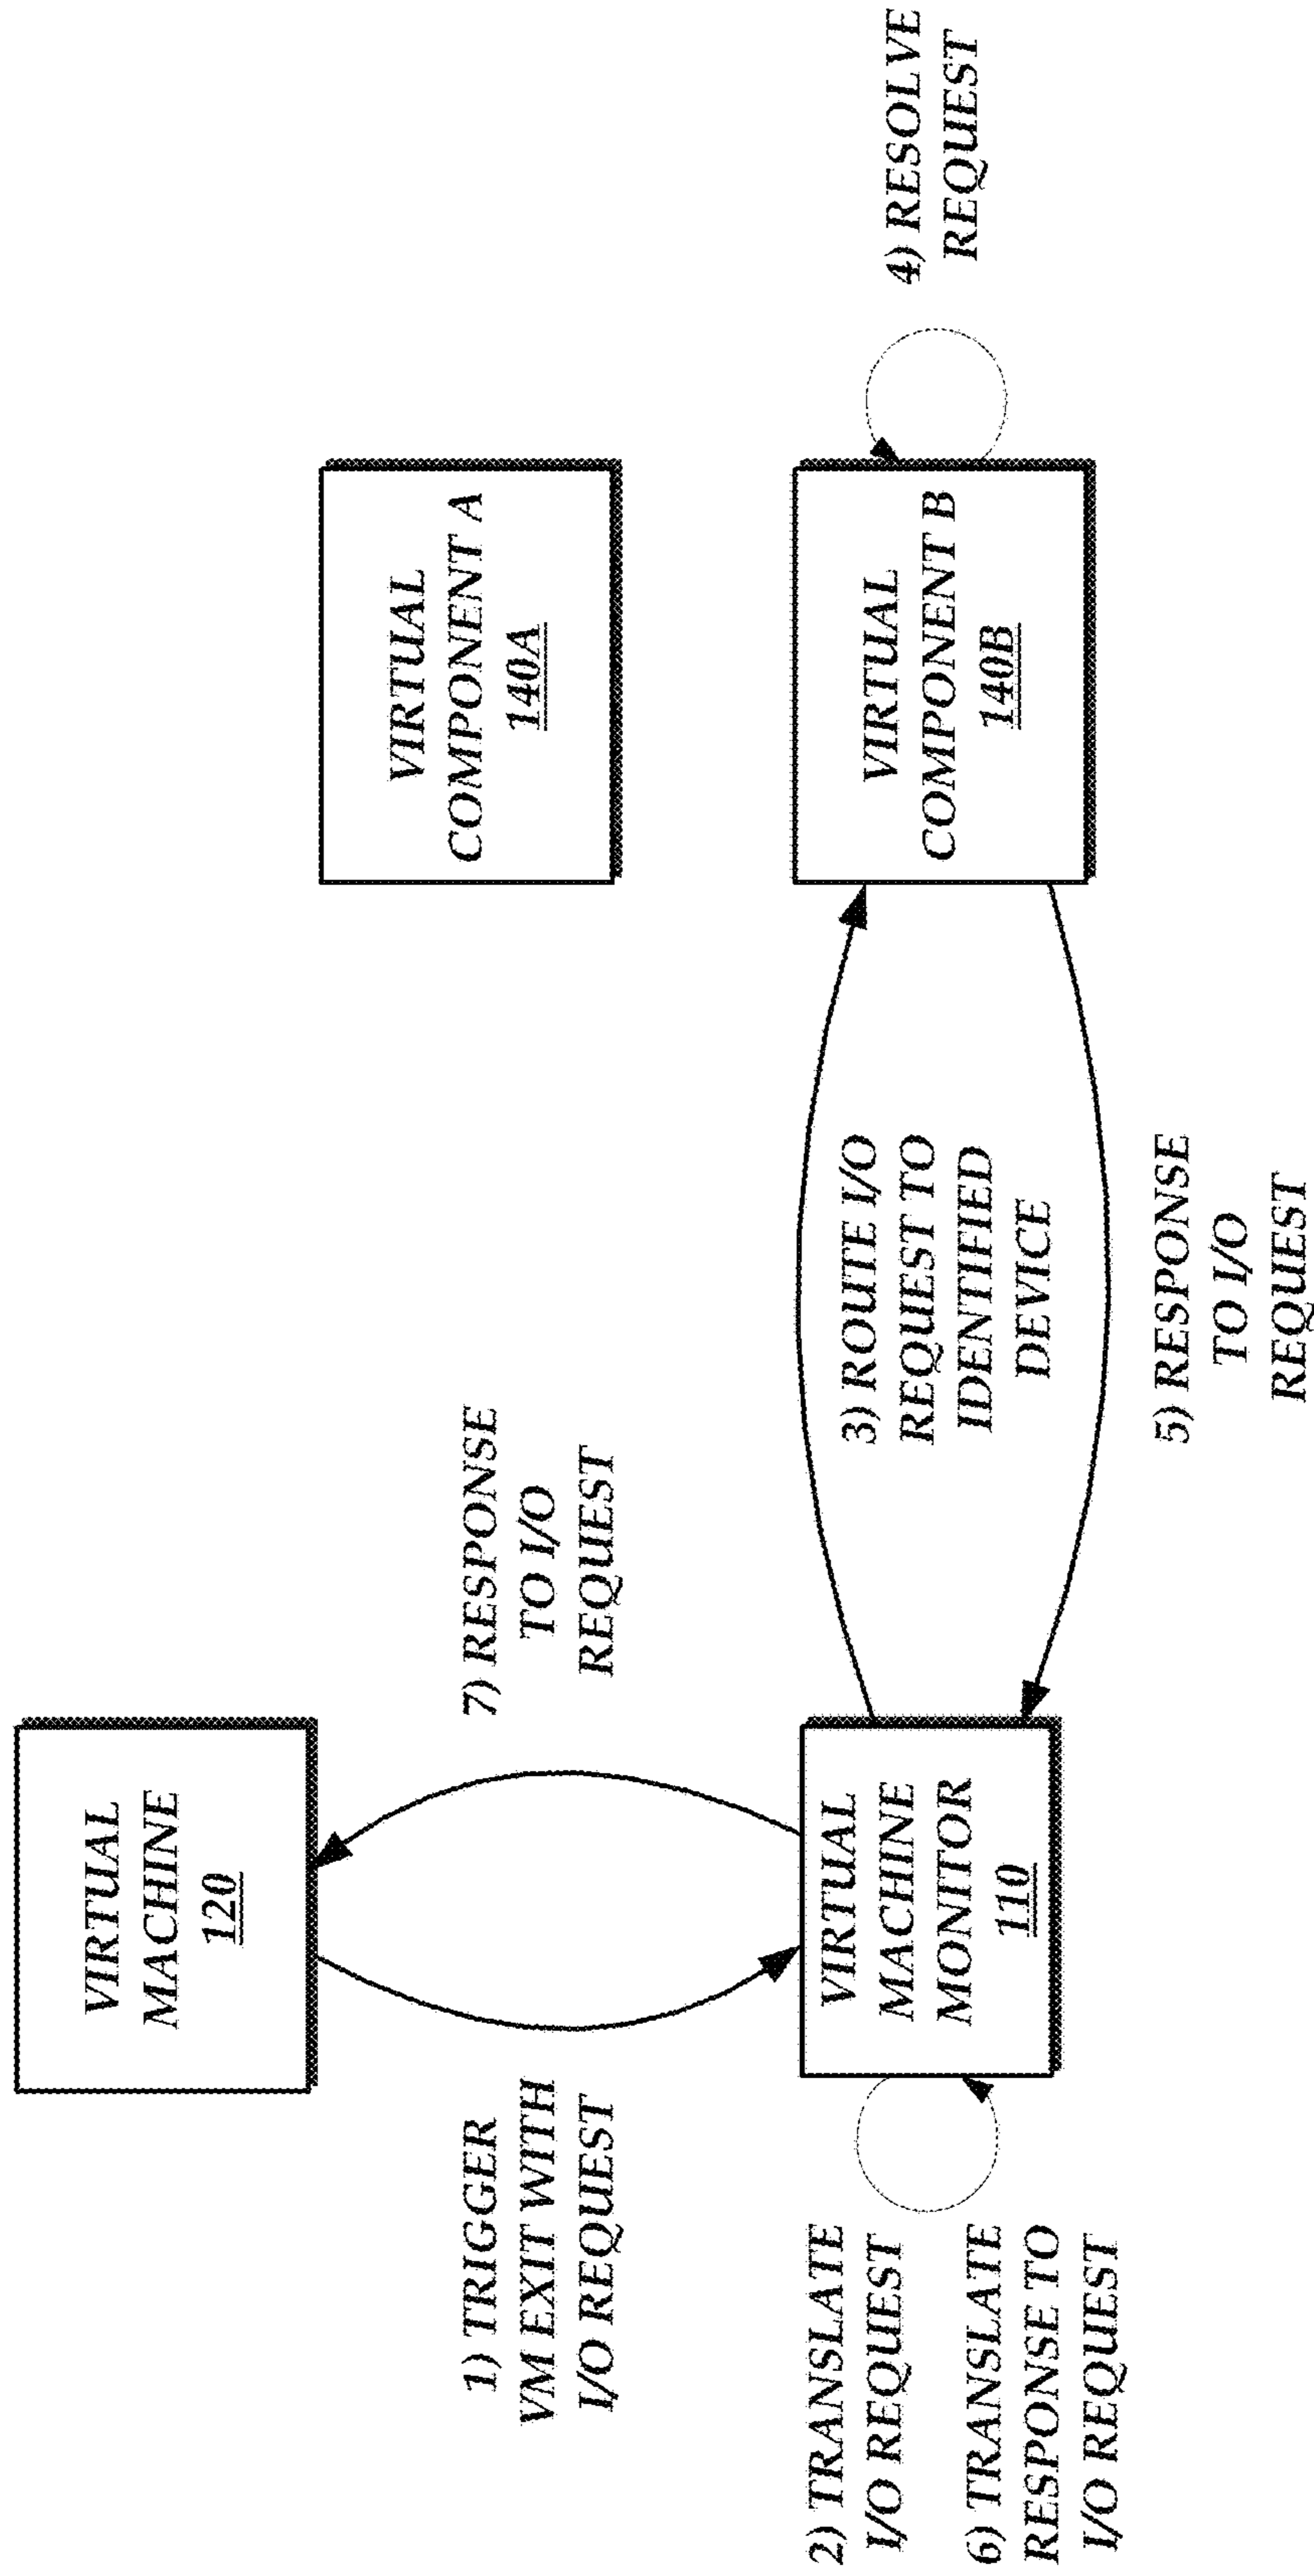 VIRTUAL
MACHINE
120
1) TRIGGER
VM EXIT WITH
I/O REQUEST
7) RESPONSE
TO I/O
REQUEST
VIRTUAL
COMPONENT A
140A
2) TRANSLATE
I/O REQUEST
6) TRANSLATE
RESPONSE TO
I/O REQUEST
VIRTUAL
MACHINE
MONITOR
110
3) ROUTE I/O
REQUEST TO
IDENTIFIED
DEVICE
5) RESPONSE
TO I/O
REQUEST
VIRTUAL
COMPONENT B
140B
4) RESOLVE
REQUEST